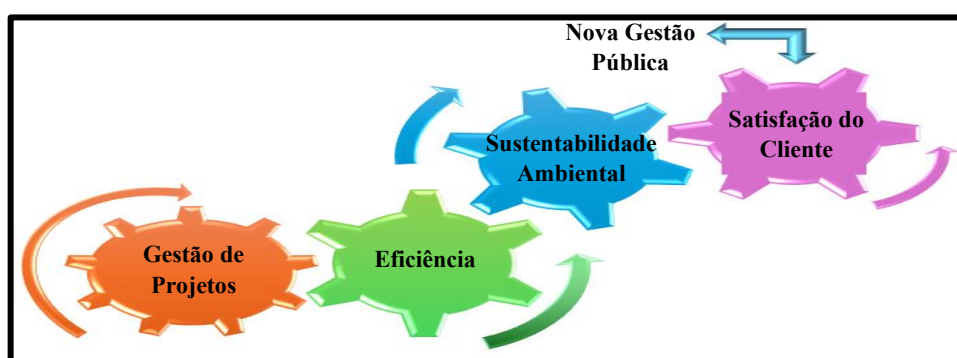 Nova Gestão
Pública
Satisfação do
Cliente
Sustentabilidade
Ambiental
Gestão de
Projetos
Eficiência